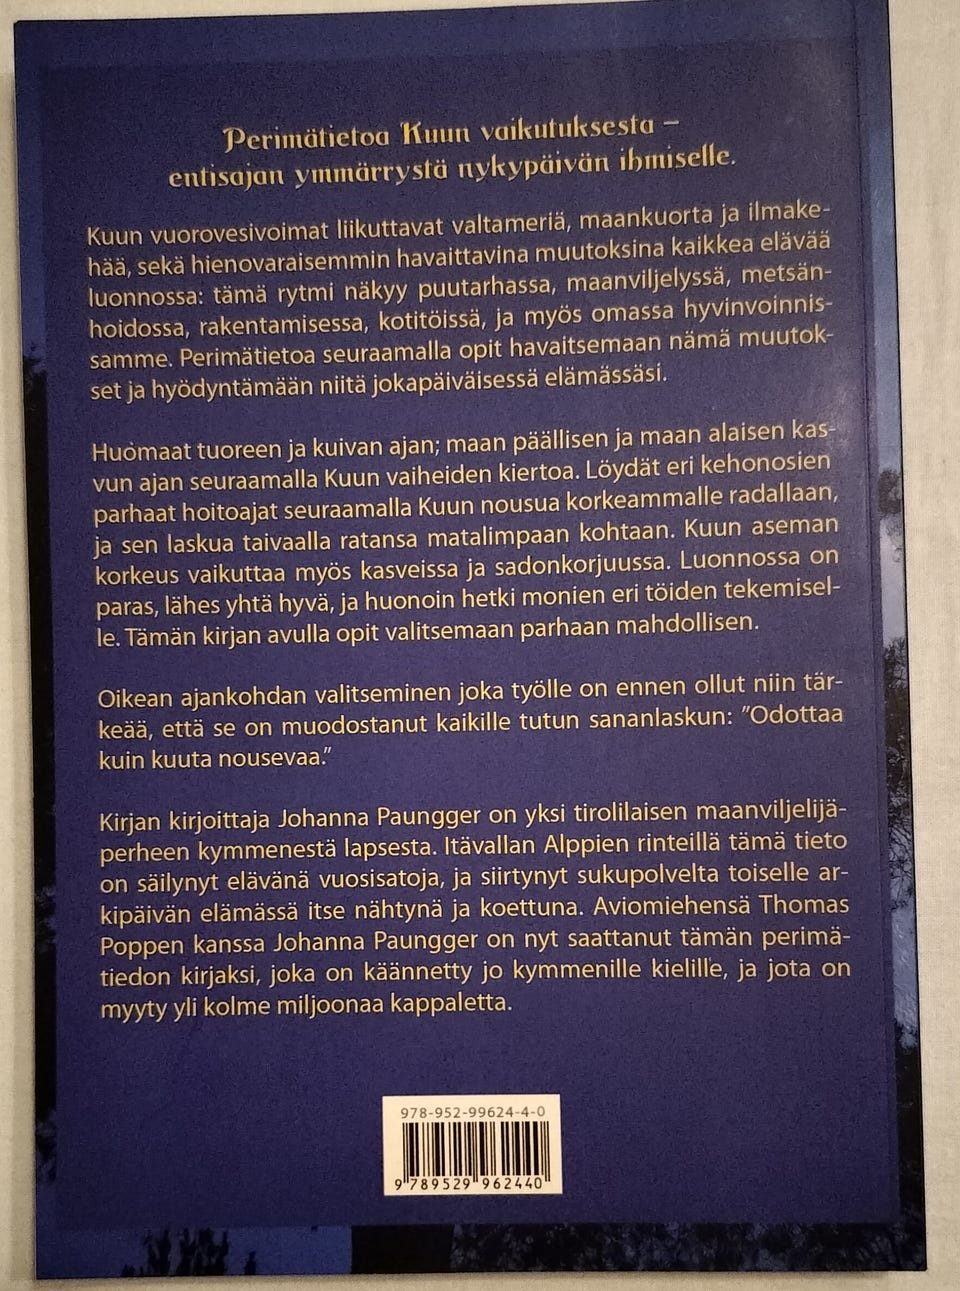 Perimätietoa Kuun vaikutuksesta –
entisajan ymmärrystä nykypäivän ihmiselle.
Kuun vuorovesivoimat liikuttavat valtameriä, maankuorta ja ilmake-
hää, sekä hienovaraisemmin havaittavina muutoksina kaikkea elävää
luonnossa: tämä rytmi näkyy puutarhassa, maanviljelyssä, metsän-
hoidossa, rakentamisessa, kotitöissä, ja myös omassa hyvinvoinnis-
samme. Perimätietoa seuraamalla opit havaitsemaan nämä muutok-
set ja hyödyntämään niitä jokapäiväisessä elämässäsi.
Huomaat tuoreen ja kuivan ajan; maan päällisen ja maan alaisen kas-
vun ajan seuraamalla Kuun vaiheiden kiertoa. Löydät eri kehonosien
parhaat hoitoajat seuraamalla Kuun nousua korkeammalle radallaan,
ja sen laskua taivaalla ratansa matalimpaan kohtaan. Kuun aseman
korkeus vaikuttaa myös kasveissa ja sadonkorjuussa. Luonnossa on
paras, lähes yhtä hyvä, ja huonoin hetki monien eri töiden tekemisel-
le. Tämän kirjan avulla opit valitsemaan parhaan mahdollisen.
Oikean ajankohdan valitseminen joka työlle on ennen ollut niin tär-
keää, että se on muodostanut kaikille tutun sananlaskun: ”Odottaa
kuin kuuta nousevaa.”
Kirjan kirjoittaja Johanna Paungger on yksi tirolilaisen maanviljelijä-
perheen kymmenestä lapsesta. Itävallan Alppien rinteillä tämä tieto
on säilynyt elävänä vuosisatoja, ja siirtynyt sukupolvelta toiselle ar-
kipäivän elämässä itse nähtynä ja koettuna. Aviomiehensä Thomas
Poppen kanssa Johanna Paungger on nyt saattanut tämän perimä-
tiedon kirjaksi, joka on käännetty jo kymmenille kielille, ja jota on
myyty yli kolme miljoonaa kappaletta.
978-952-99624-4-0
9 789529 962440